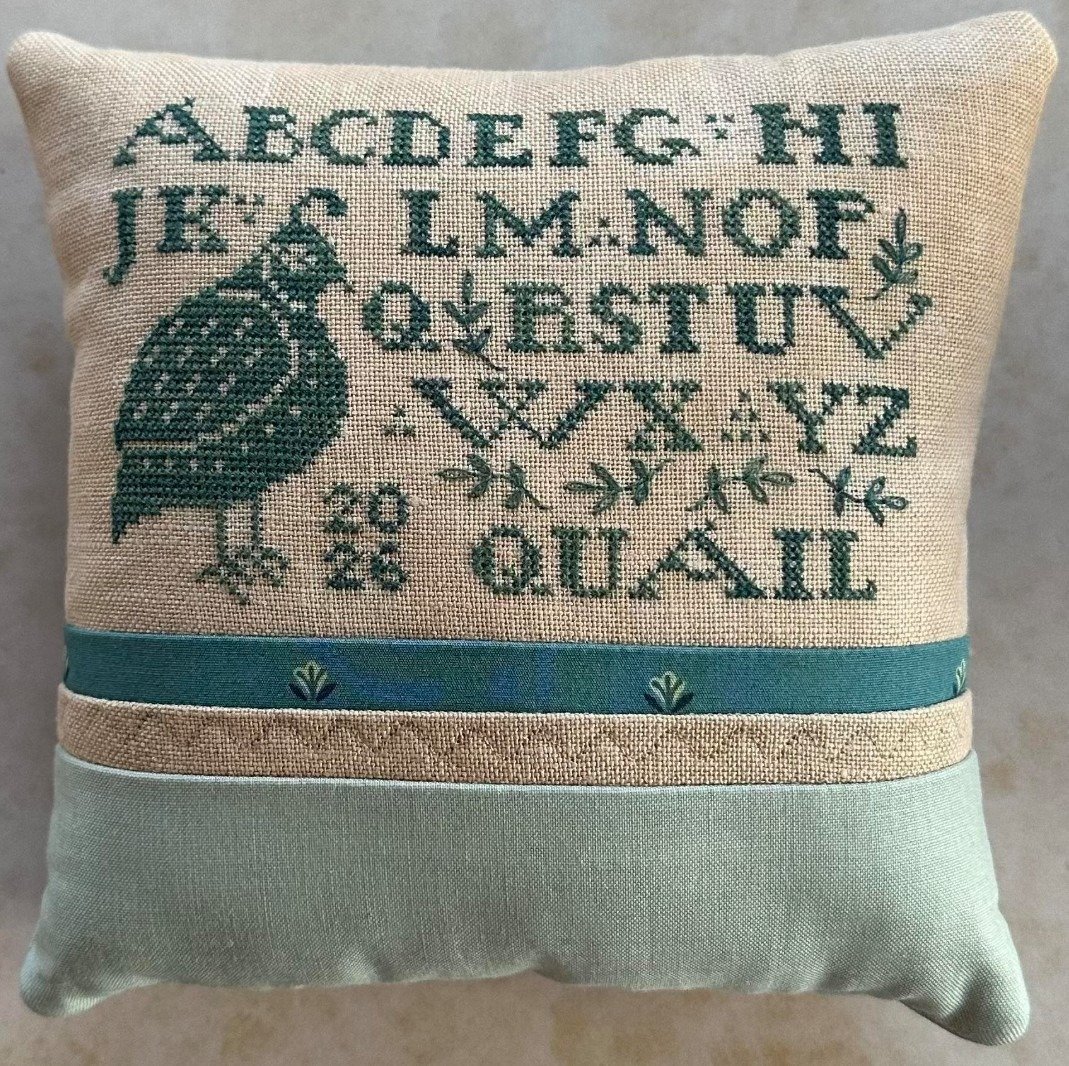 ABCDEFG HI
JK LM NOP
Q RSTUV
WX YZ
20
26
QUAIL